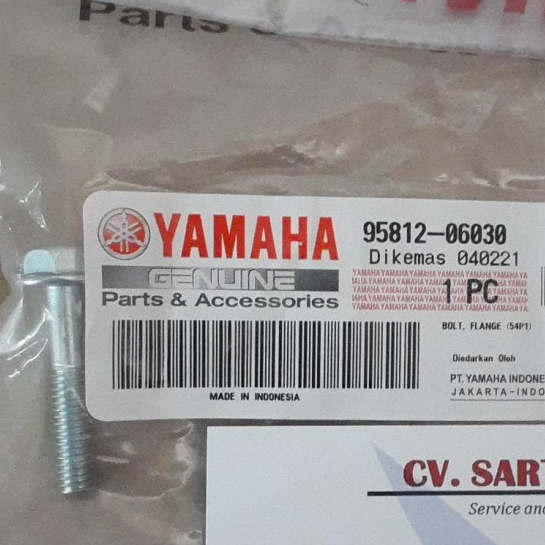 Parts &
YAMAHA
GENUINE
Parts & Accessories
95812-06030
Dikemas 040221
1 PC
BOLT, FLANGE (54P1)
Diedarkan Oleh
PT. YAMAHA INDONE
JAKARTA-INDO
MADE IN INDONESIA
CV. SAR
Service and